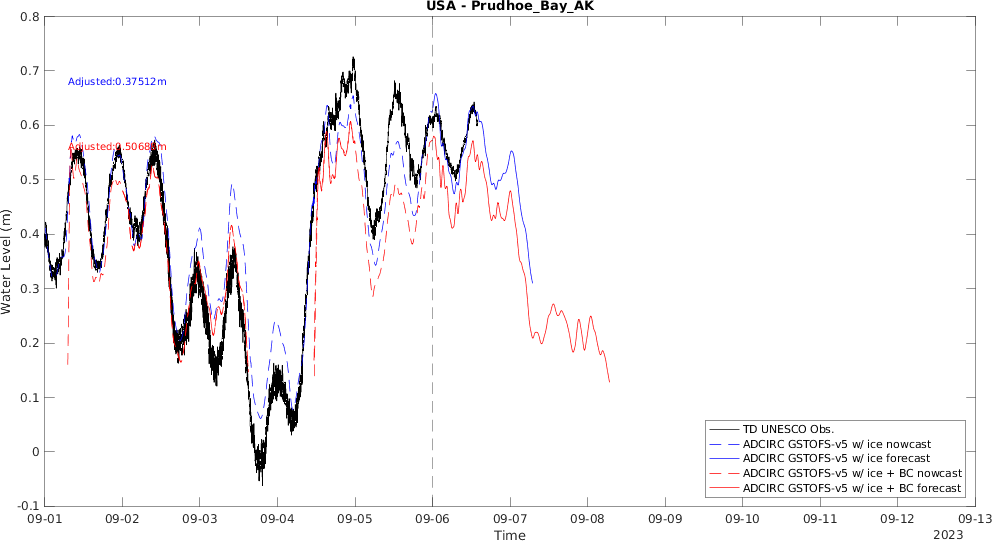 USA - Prudhoe_Bay_AK
0.8
0.7
0.6
0.5
0.4
0.3
0.2
0.1
0
-0.1
Water Level (m)
Adjusted:0.37512m
TD UNESCO Obs.
ADCIRC GSTOFS-v5 w/ ice nowcast
ADCIRC GSTOFS-v5 w/ ice forecast
ADCIRC GSTOFS-v5 w/ ice + BC nowcast
ADCIRC GSTOFS-v5 w/ ice + BC forecast
09-01 09-02 09-03 09-04 09-05 09-06 09-07 09-08 09-09 09-10 09-11 09-12 09-13
Time
2023